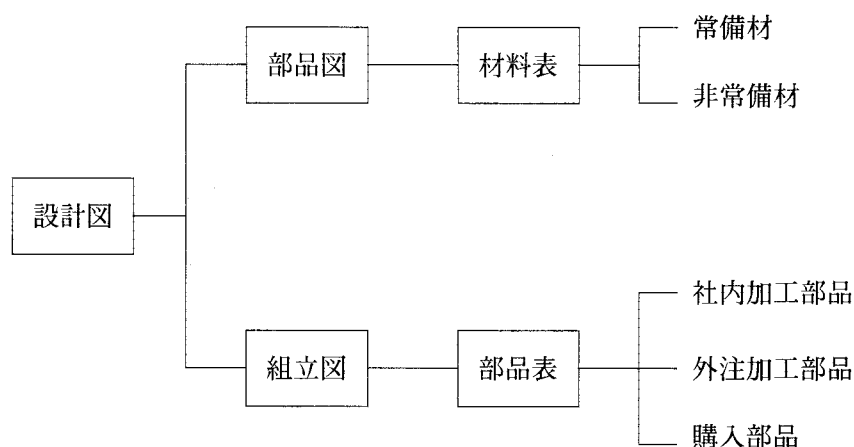 常備材
部品図
材料表
非常備材
設計図
社内加工部品
組立図
部品表
外注加工部品
購入部品